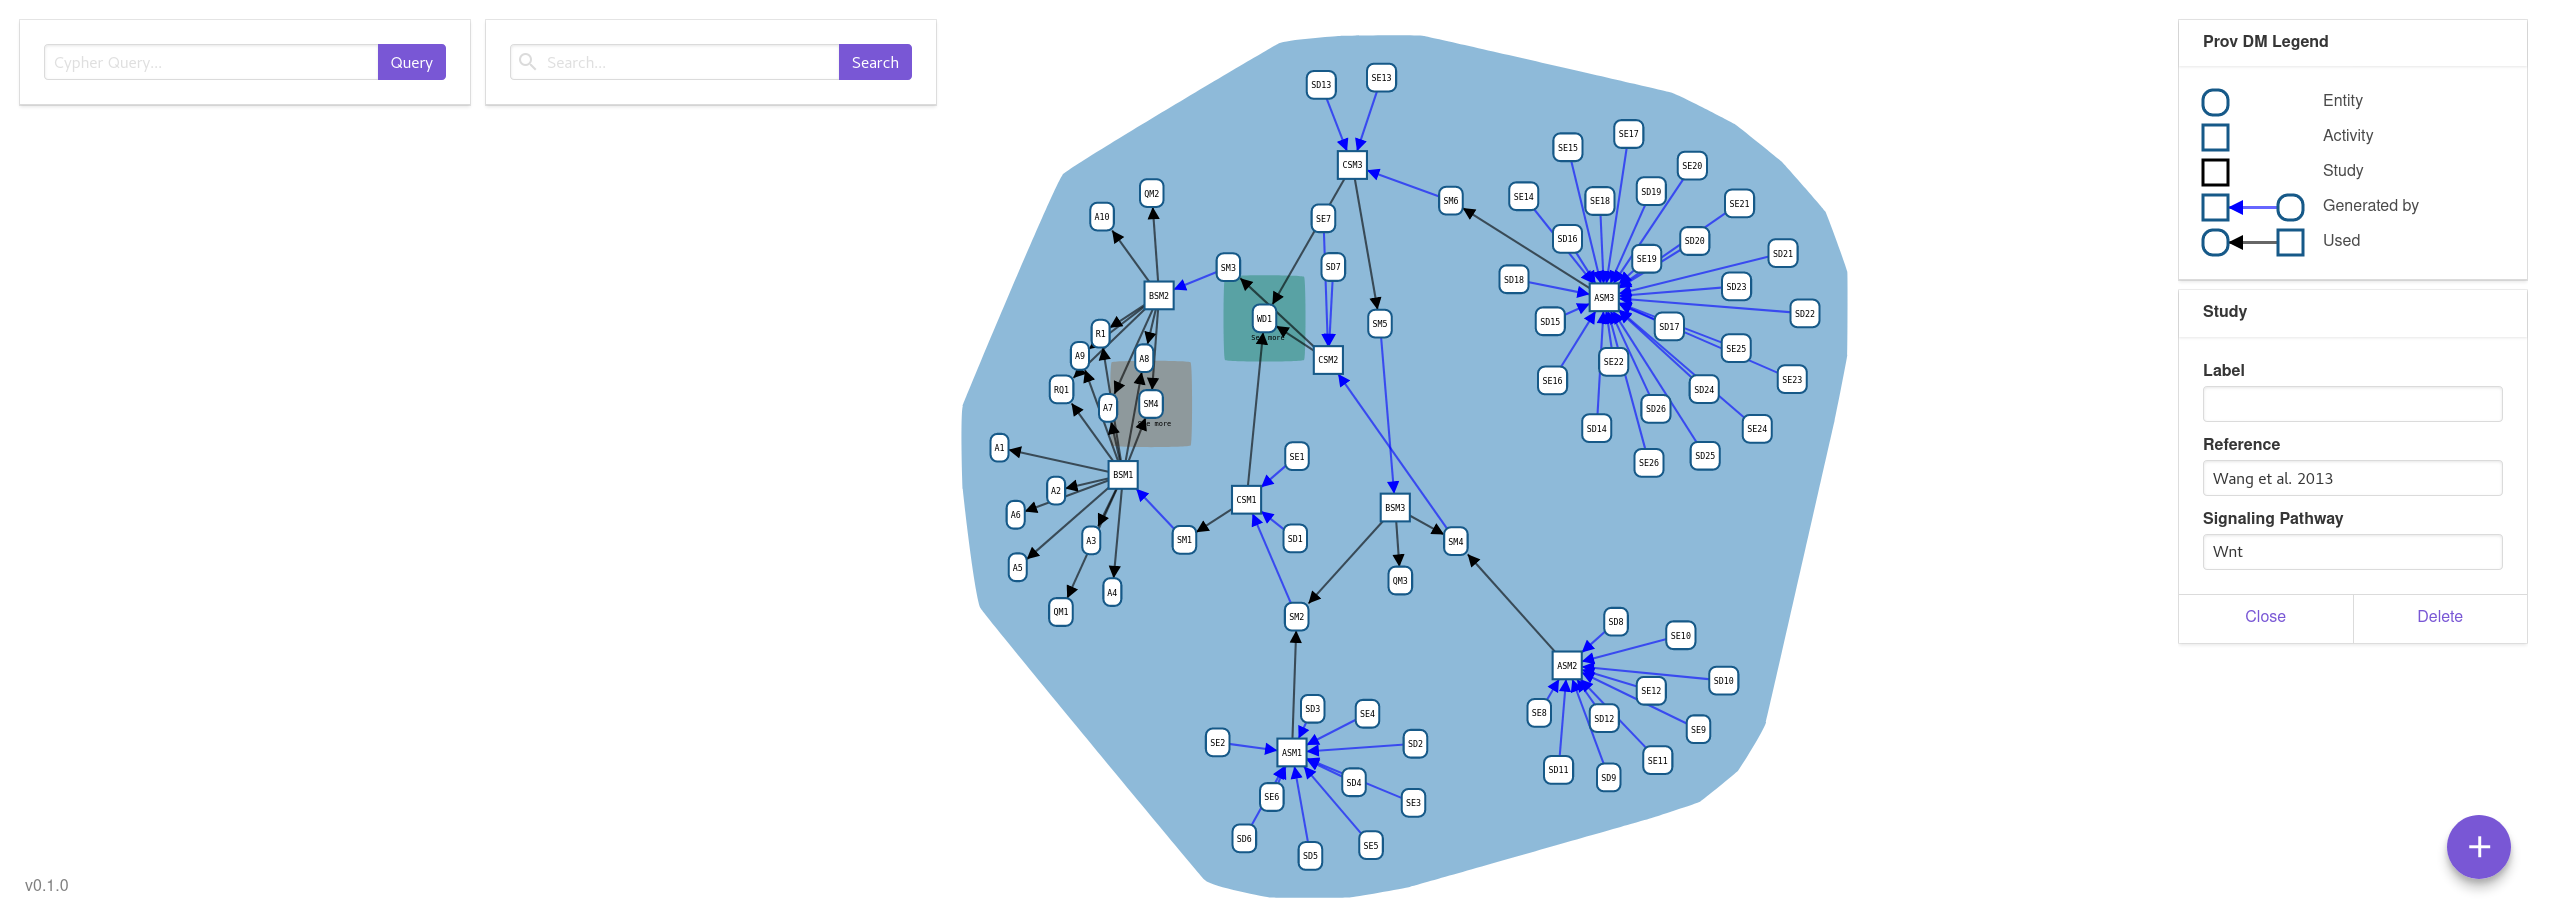 Cypher Query...
Query
Search...
Search
Prov DM Legend
Entity
Activity
Study
Generated by
Used
Study
Label
Reference
Wang et al. 2013
Signaling Pathway
Wnt
Close
Delete
SD13
SE13
CSM3
SE15
SE17
SE20
QM2
A10
SE7
SM6
SE14
SE18
SD19
SE21
SD16
SD20
SE19
SD21
SM3
SD7
SD18
BSM2
ASM3
SD23
SD22
WD1
SM5
SD15
SD17
R1
A9
A8
CSM2
SE22
SE25
SE16
SE23
RQ1
A7
SM4
SD24
SD26
SD14
SE24
See more
A1
BSM1
SE1
SE26
SD25
A2
CSM1
BSM3
A6
A3
SM1
SD1
SM4
A5
A4
QM3
QM1
SM2
SD8
SE10
ASM2
SE12
SD10
SD3
SE4
SE8
SD12
SE9
SE2
ASM1
SD2
SD11
SD9
SE11
SE6
SD4
SE3
SD6
SD5
SE5
v0.1.0
+